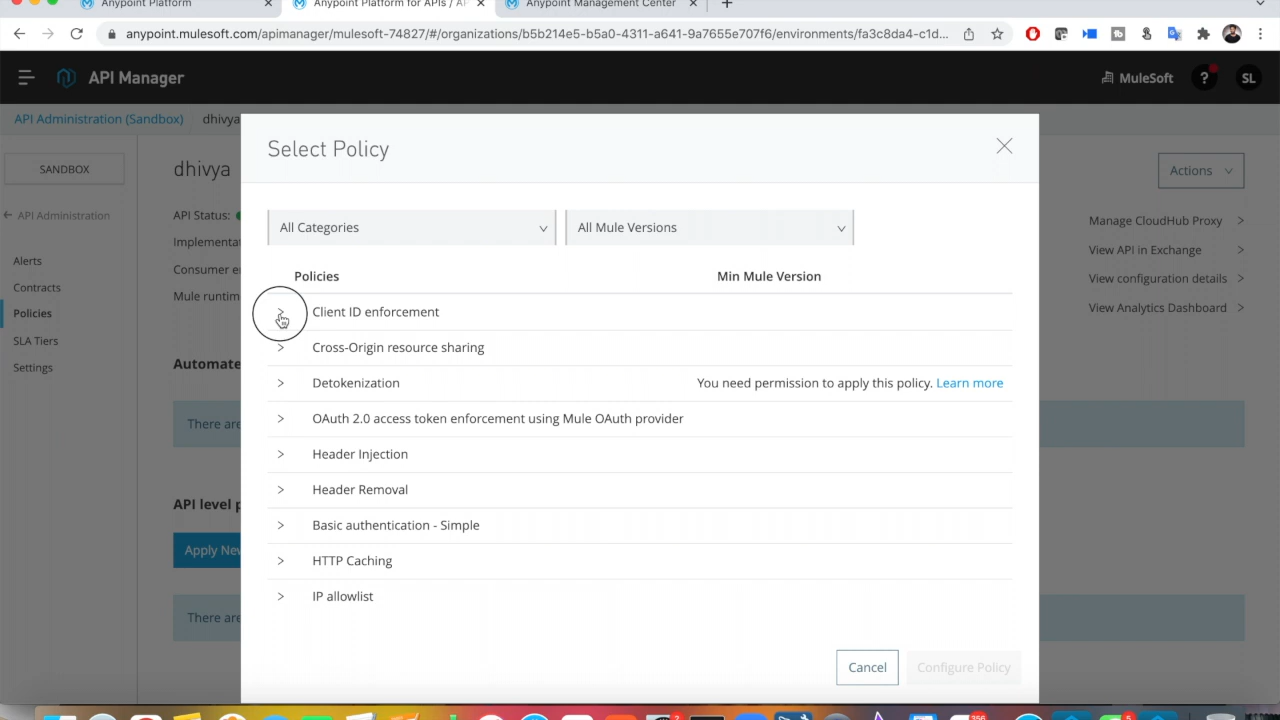 Anypoint Platform
Anypoint Platform for APIs / AF
Anypoint Management Center
anypoint.mulesoft.com/apimanager/mulesoft-74827/#/organizations/b5b214e5-b5a0-4311-a641-9a7655e707f6/environments/fa3c8da4-c1d...
API Manager
MuleSoft
?
SL
API Administration (Sandbox)
dhivya
SANDBOX
API Administration
Alerts
Contracts
Policies
SLA Tiers
Settings
dhivya
API Status:
Implementat
Consumer e
Mule runtim
Automate
There are
API level p
Apply New
There are
Actions
Manage CloudHub Proxy
View API in Exchange
View configuration details
View Analytics Dashboard
Select Policy
All Categories
All Mule Versions
Policies
Min Mule Version
Client ID enforcement
Cross-Origin resource sharing
Detokenization
You need permission to apply this policy. Learn more
OAuth 2.0 access token enforcement using Mule OAuth provider
Header Injection
Header Removal
Basic authentication - Simple
HTTP Caching
IP allowlist
Cancel
Configure Policy
2
356
5